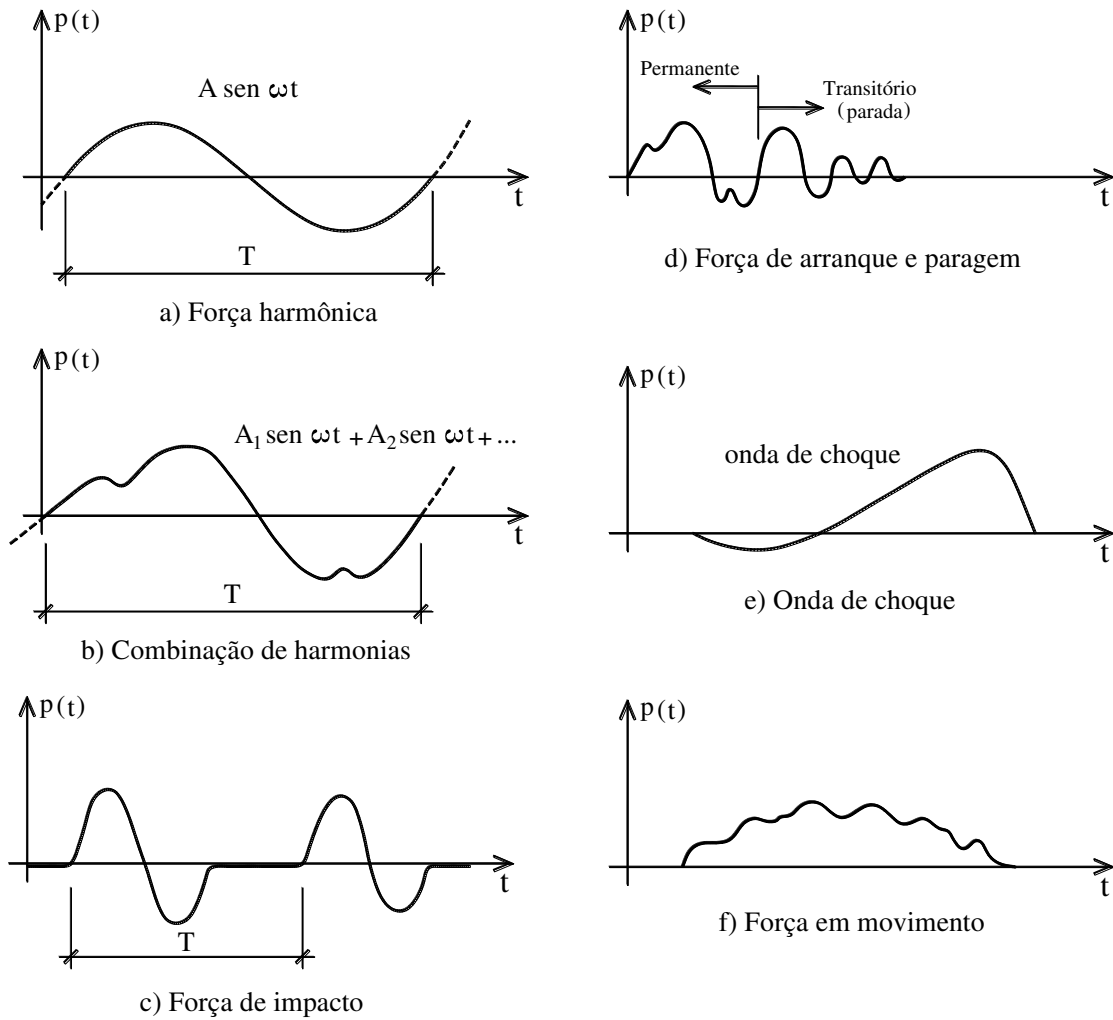 p(t)
A sen ωt
t
T
a) Força harmônica
p(t)
A₁ sen ωt + A₂ sen ωt + ...
t
T
b) Combinação de harmonias
p(t)
t
T
c) Força de impacto
p(t)
Permanente
Transitório
(parada)
t
d) Força de arranque e paragem
p(t)
onda de choque
t
e) Onda de choque
p(t)
t
f) Força em movimento